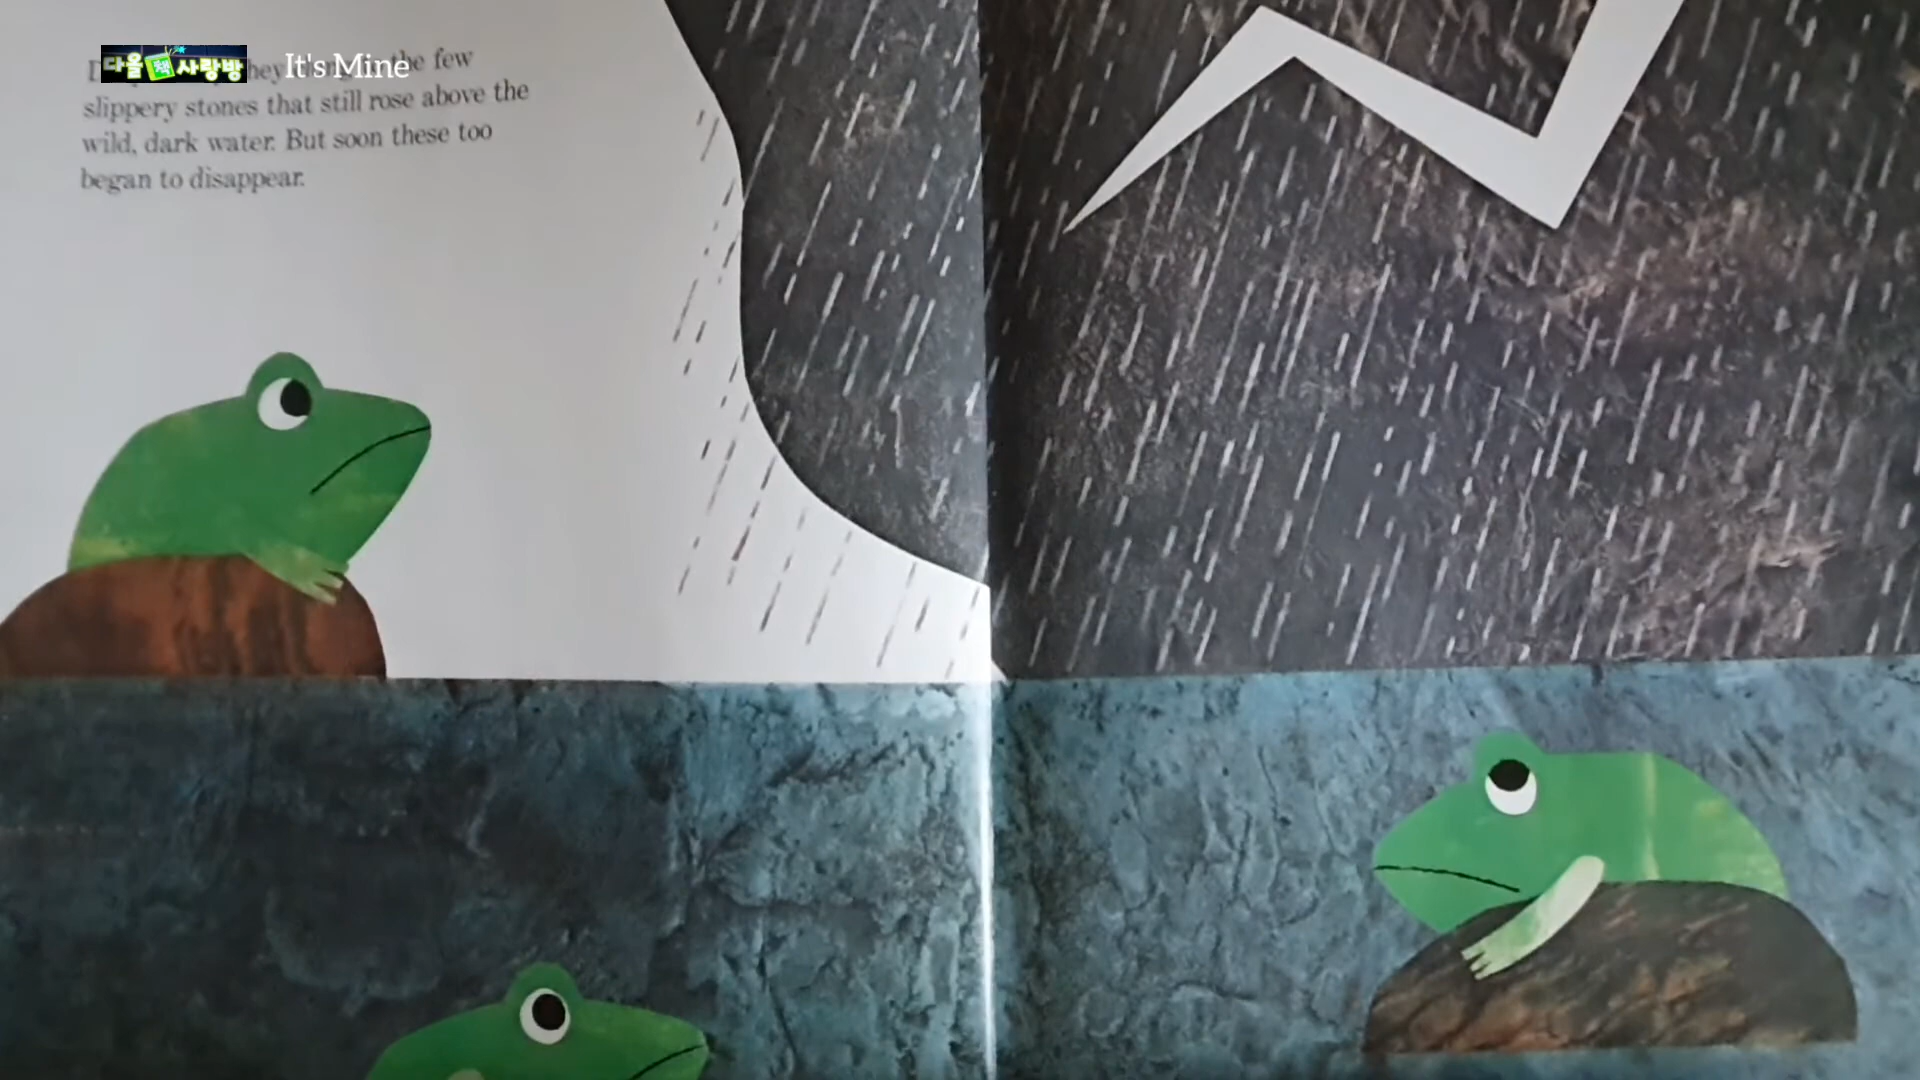 다올 책 사랑방
It's Mine
the few
slippery stones that still rose above the
wild, dark water. But soon these too
began to disappear.